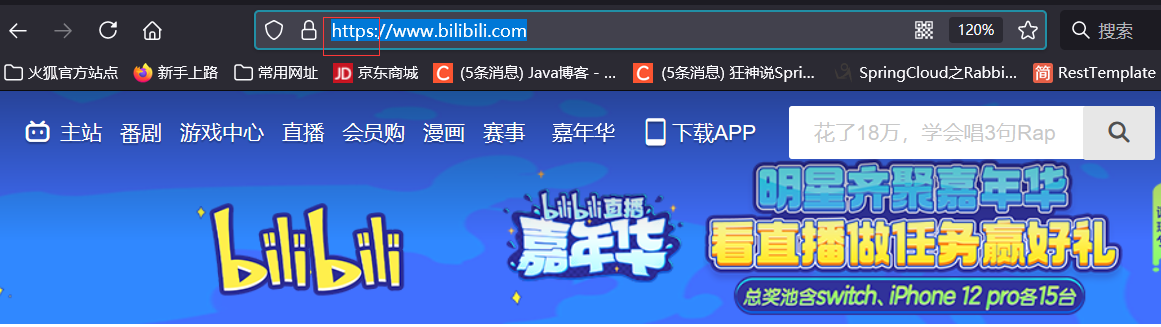 https://www.bilibili.com 120% 搜索
火狐官方站点 新手上路 常用网址 JD 京东商城 C (5条消息) Java博客 - ... C (5条消息) 狂神说Spri... SpringCloud之Rabbi... 简 RestTemplate
主站 番剧 游戏中心 直播 会员购 漫画 赛事 嘉年华 下载APP 花了18万，学会唱3句Rap
明星齐聚嘉年华
bilibili bilibili直播 看直播做任务赢好礼
嘉年华
总奖池含switch、iPhone 12 pro各15台